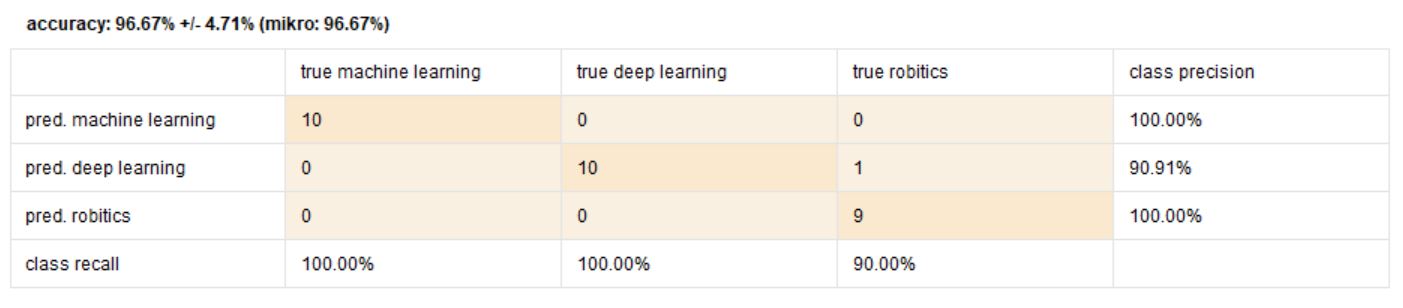 accuracy: 96.67% +/- 4.71% (mikro: 96.67%)
true machine learning true deep learning true robitics class precision
pred. machine learning 10 0 0 100.00%
pred. deep learning 0 10 1 90.91%
pred. robitics 0 0 9 100.00%
class recall 100.00% 100.00% 90.00%